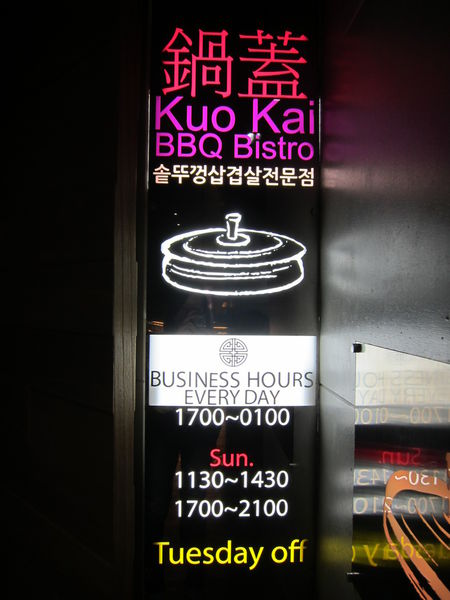 鍋蓋
Kuo Kai
BBQ Bistro
솥뚜껑삼겹살전문점
BUSINESS HOURS
EVERY DAY
1700~0100
Sun.
1130~1430
1700~2100
Tuesday off